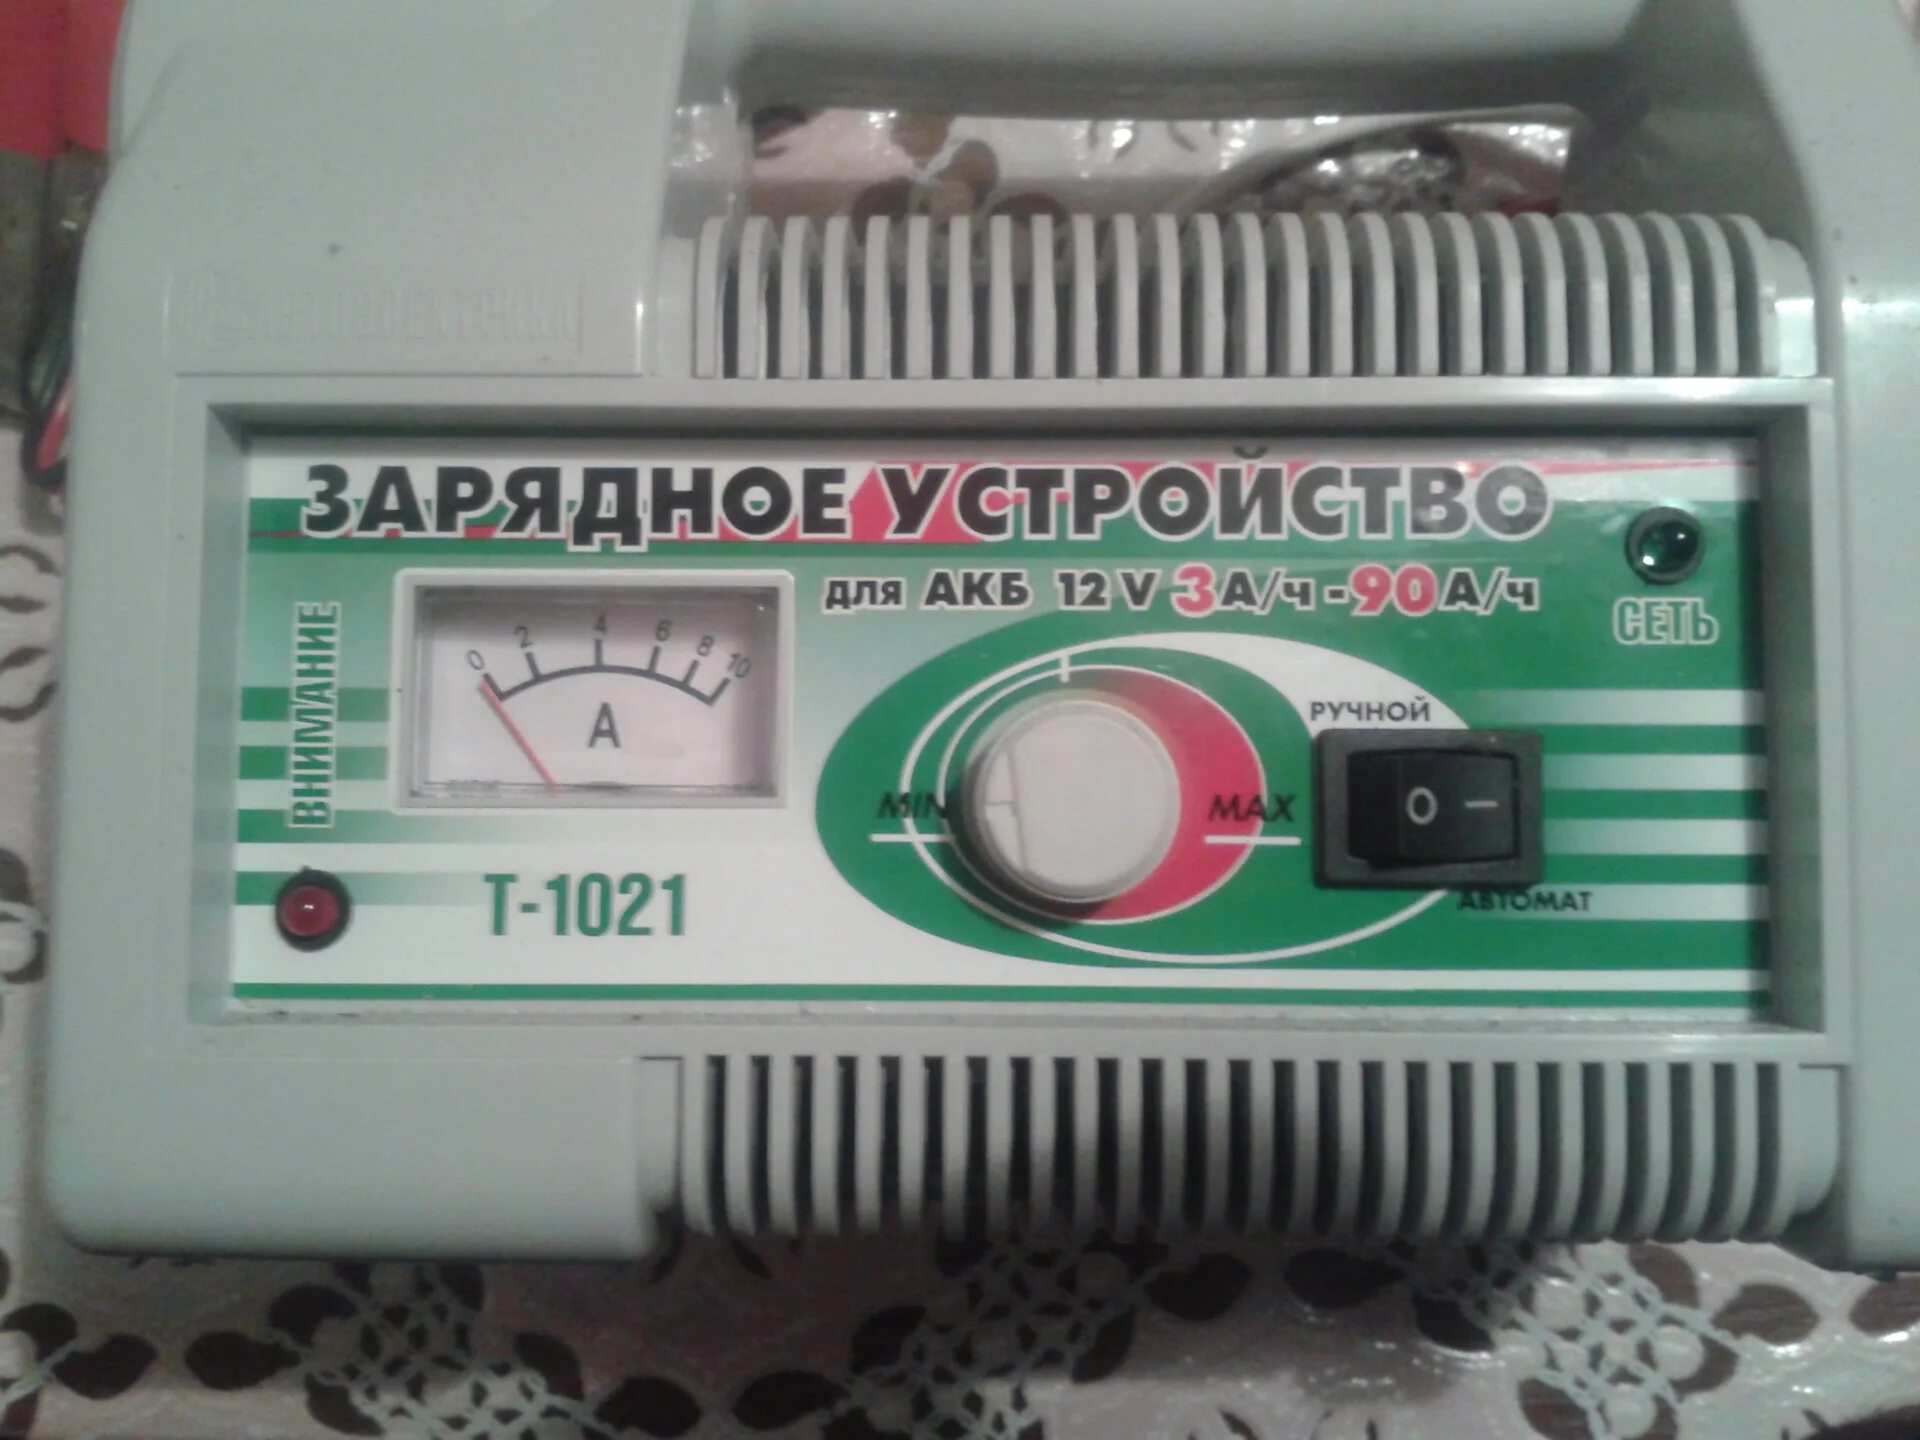 Автоэлектрика
ЗАРЯДНОЕ УСТРОЙСТВО
для АКБ 12 V 3 А/ч - 90 А/ч
СЕТЬ
ВНИМАНИЕ
0 2 4 6 8 10
A
РУЧНОЙ
MIN MAX
O –
АВТОМАТ
Т-1021